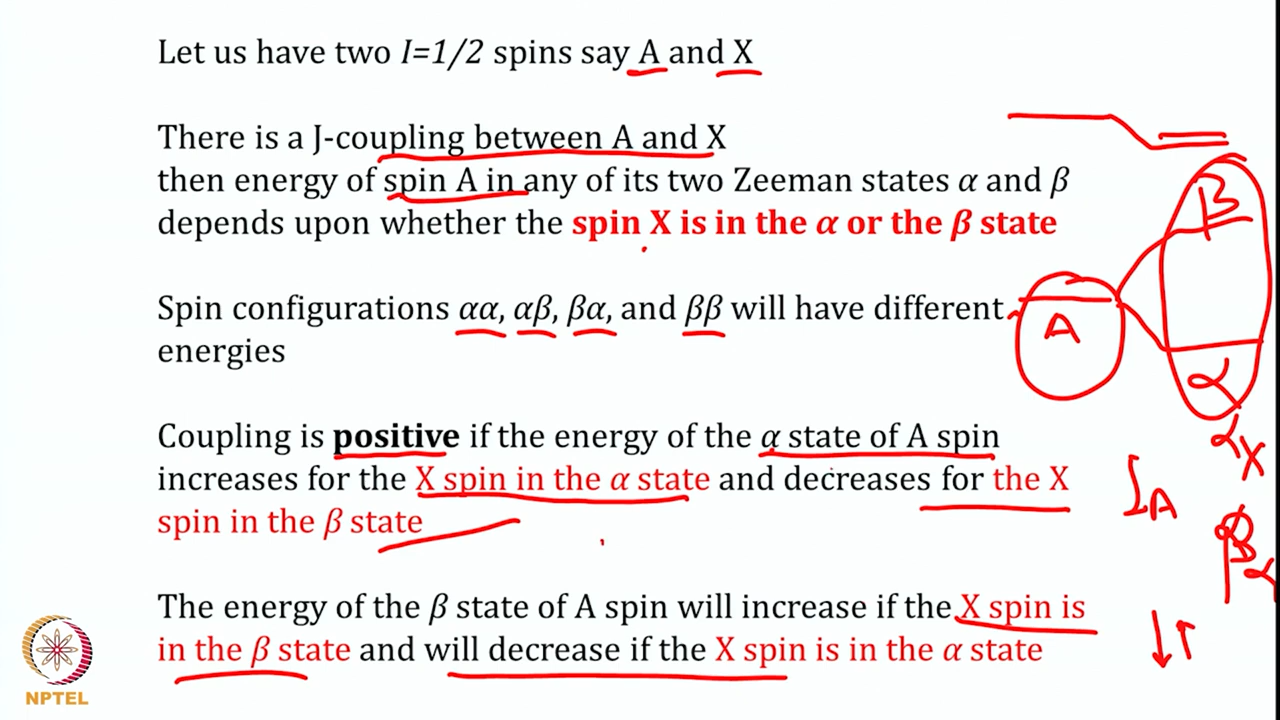 Let us have two I=1/2 spins say A and X
There is a J-coupling between A and X
then energy of spin A in any of its two Zeeman states α and β
depends upon whether the spin X is in the α or the β state
Spin configurations αα, αβ, βα, and ββ will have different
energies
Coupling is positive if the energy of the α state of A spin
increases for the X spin in the α state and decreases for the X
spin in the β state
The energy of the β state of A spin will increase if the X spin is
in the β state and will decrease if the X spin is in the α state
β
A
α
α X
A
β α
↓↑
NPTEL